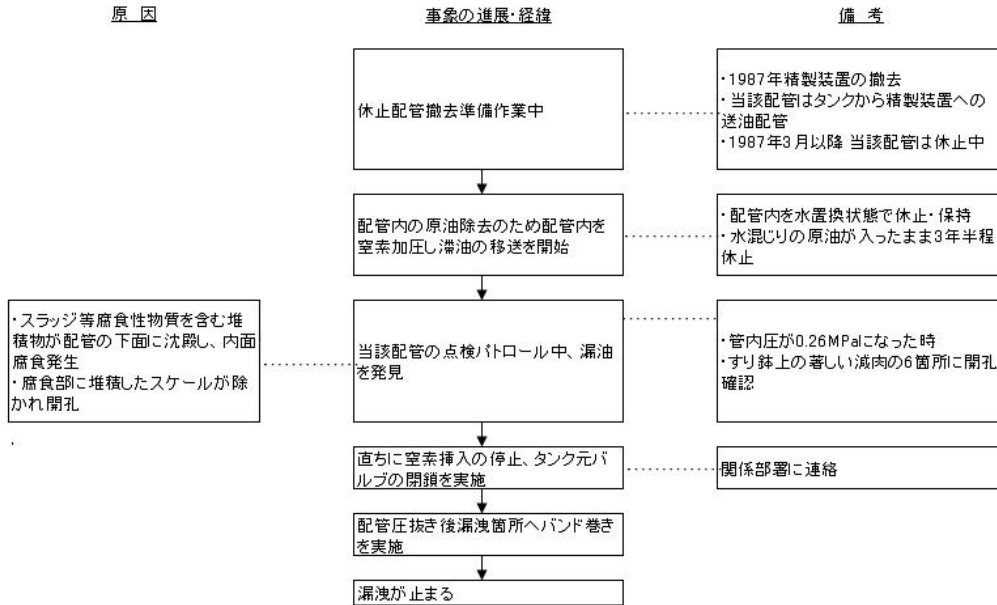 原 因
事象の進展・経緯
備 考
休止配管撤去準備作業中
・1987年精製装置の撤去
・当該配管はタンクから精製装置への
送油配管
・1987年3月以降 当該配管は休止中
配管内の原油除去のため配管内を
窒素加圧し滞油の移送を開始
・配管内を水置換状態で休止・保持
・水混じりの原油が入ったまま3年半程
休止
・スラッジ等腐食性物質を含む堆
積物が配管の下面に沈殿し、内面
腐食発生
・腐食部に堆積したスケールが除
かれ開孔
当該配管の点検パトロール中、漏油
を発見
・管内圧が0.26MPaになった時
・すり鉢上の著しい減肉の6箇所に開孔
確認
直ちに窒素挿入の停止、タンク元バ
ルブの閉鎖を実施
関係部署に連絡
配管圧抜き後漏洩箇所へバンド巻き
を実施
漏洩が止まる